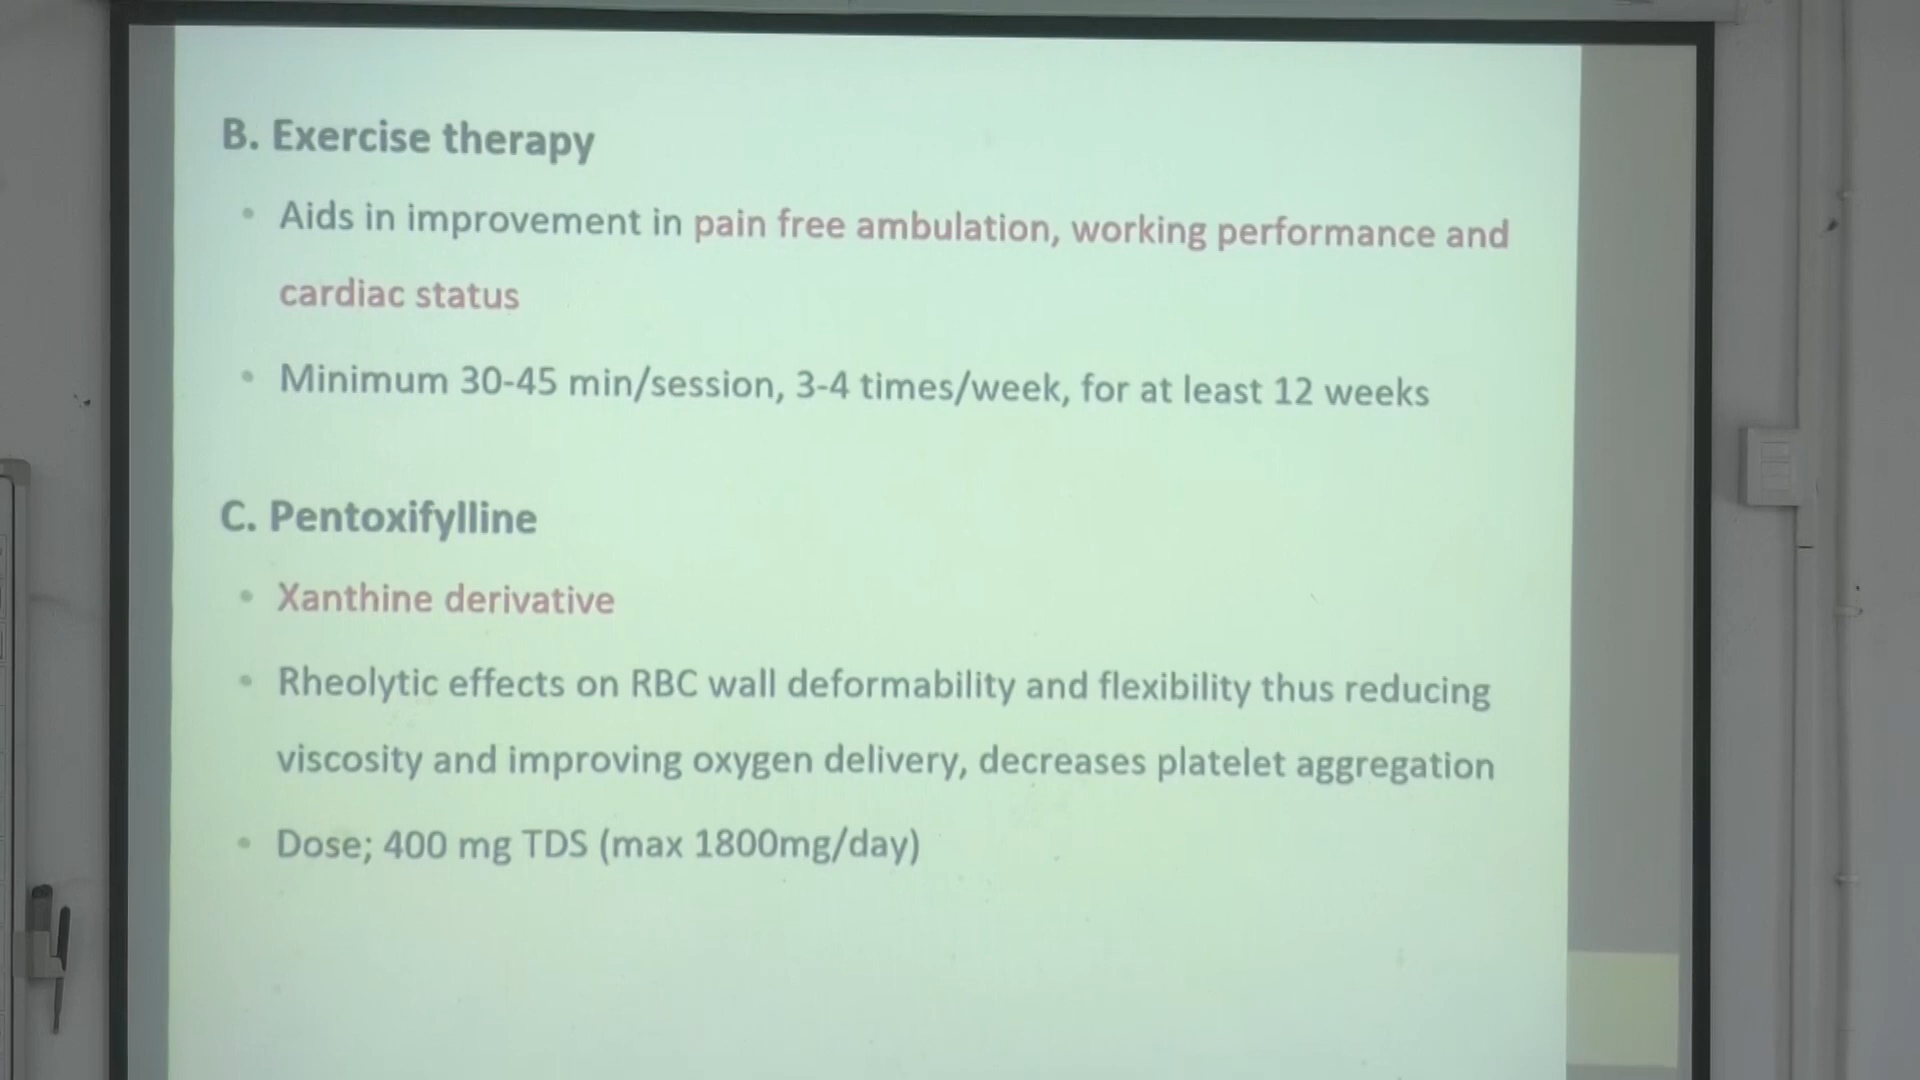 B. Exercise therapy
• Aids in improvement in pain free ambulation, working performance and
cardiac status
• Minimum 30-45 min/session, 3-4 times/week, for at least 12 weeks
C. Pentoxifylline
• Xanthine derivative
• Rheolytic effects on RBC wall deformability and flexibility thus reducing
viscosity and improving oxygen delivery, decreases platelet aggregation
• Dose; 400 mg TDS (max 1800mg/day)